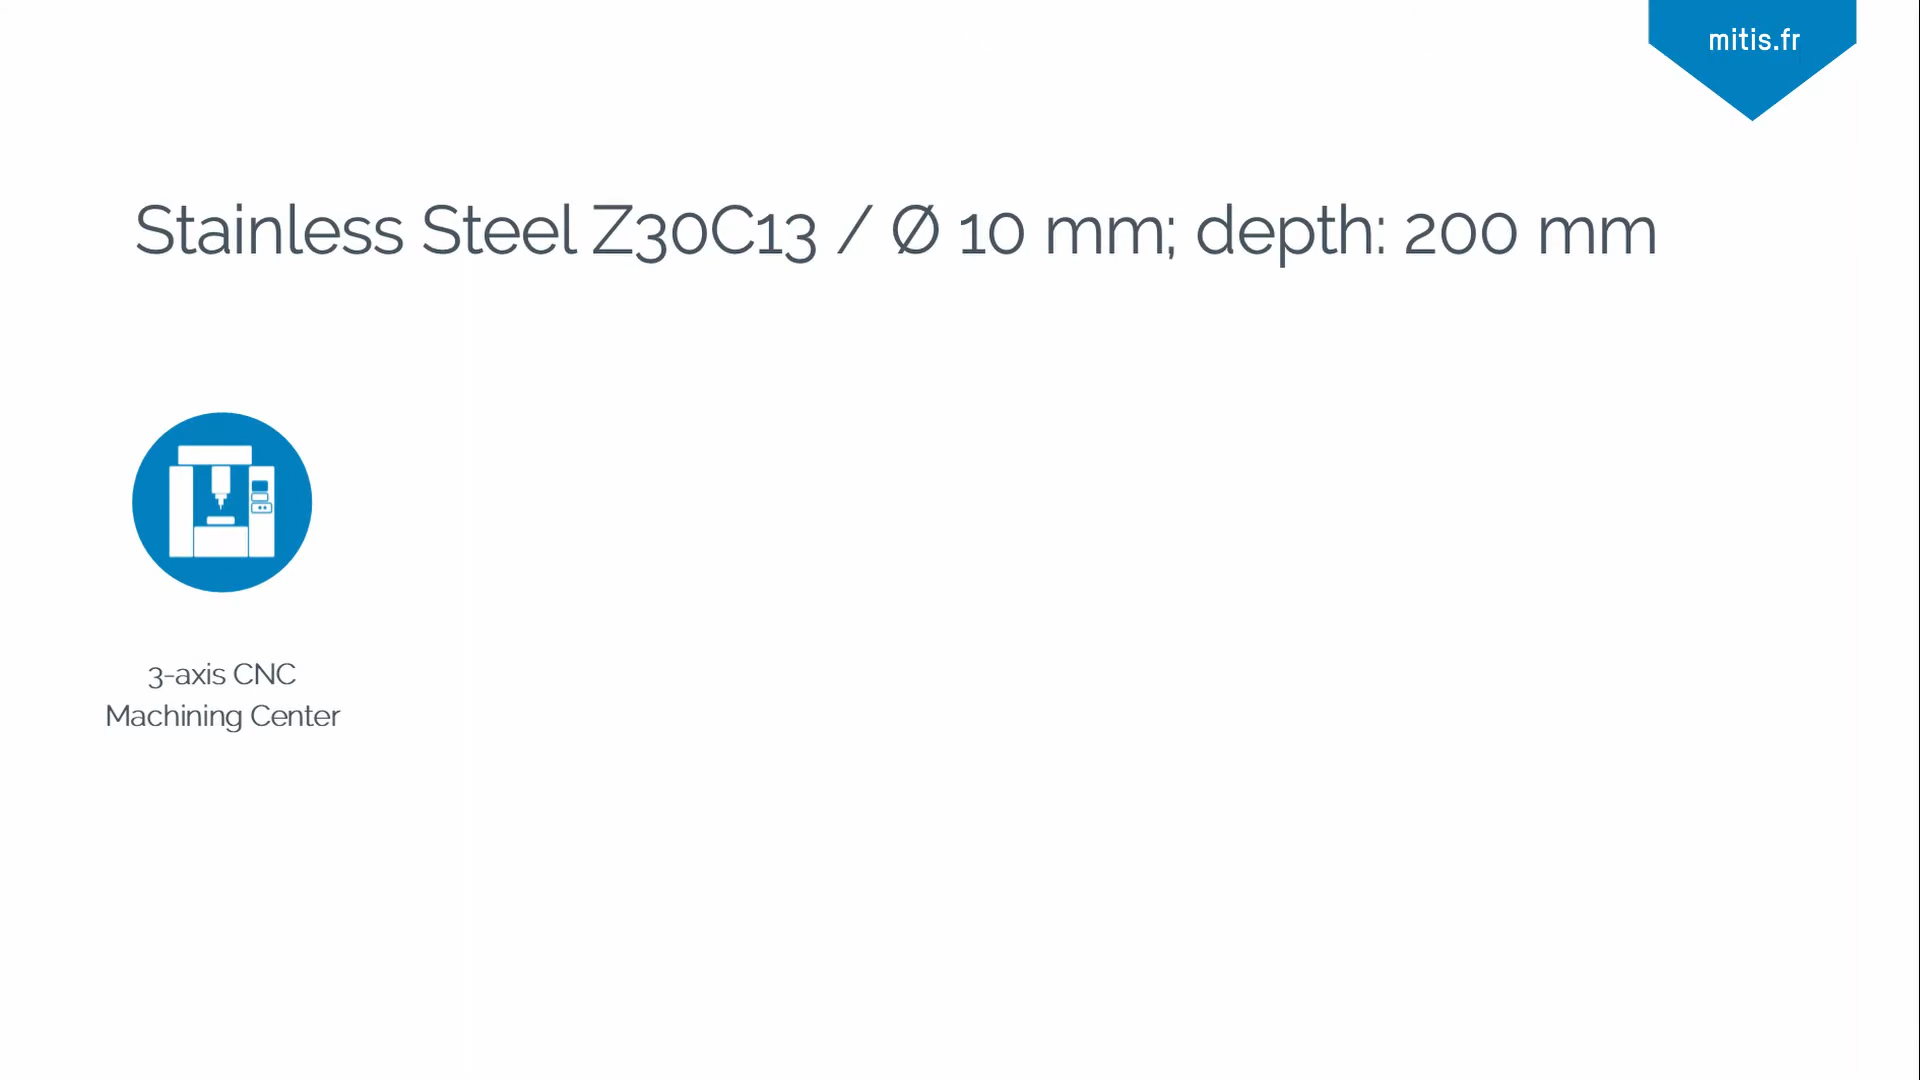 mitis.fr
Stainless Steel Z30C13 / Ø 10 mm; depth: 200 mm
3-axis CNC
Machining Center